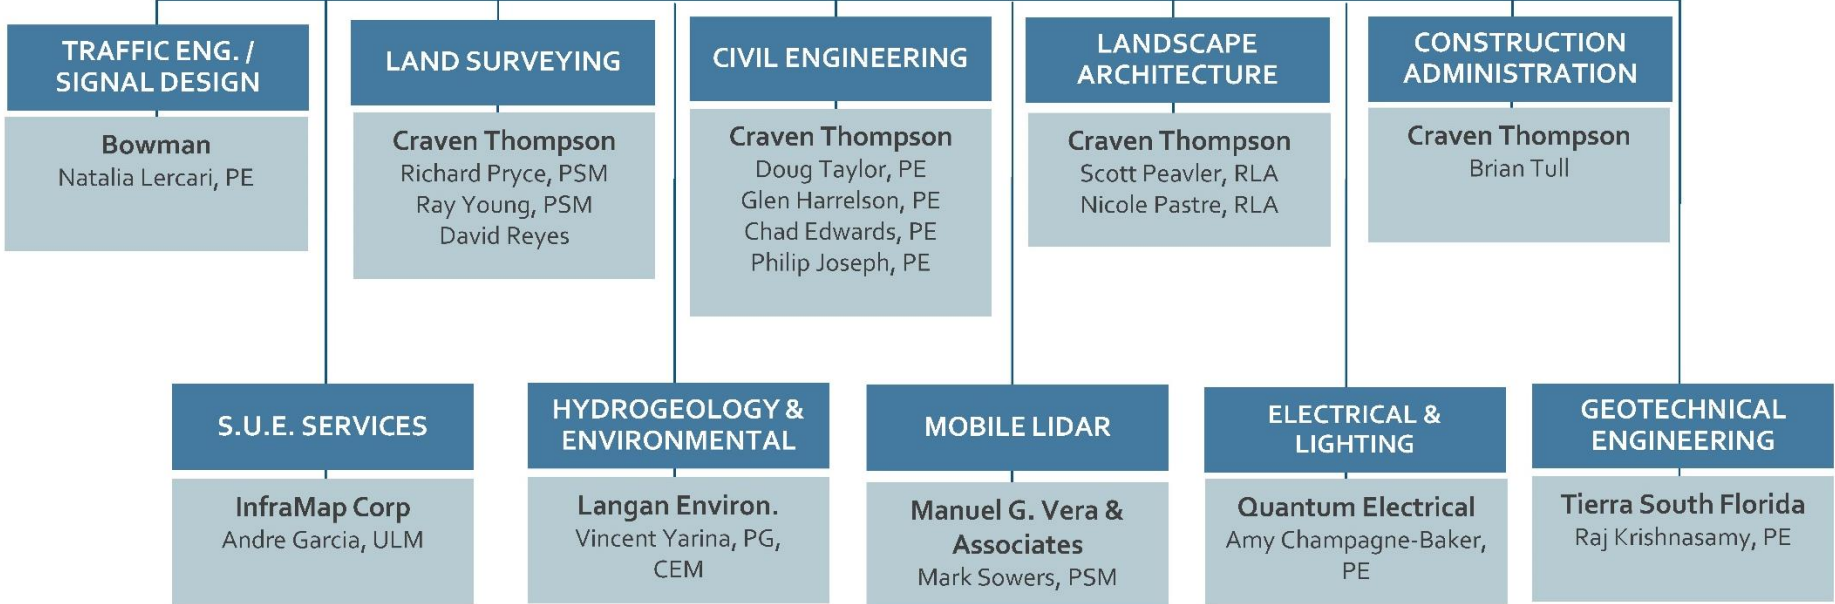 TRAFFIC ENG. /
SIGNAL DESIGN
Bowman
Natalia Lercari, PE
LAND SURVEYING
Craven Thompson
Richard Pryce, PSM
Ray Young, PSM
David Reyes
CIVIL ENGINEERING
Craven Thompson
Doug Taylor, PE
Glen Harrelson, PE
Chad Edwards, PE
Philip Joseph, PE
LANDSCAPE
ARCHITECTURE
Craven Thompson
Scott Peavler, RLA
Nicole Pastre, RLA
CONSTRUCTION
ADMINISTRATION
Craven Thompson
Brian Tull
S.U.E. SERVICES
InfraMap Corp
Andre Garcia, ULM
HYDROGEOLOGY &
ENVIRONMENTAL
Langan Environ.
Vincent Yarina, PG,
CEM
MOBILE LIDAR
Manuel G. Vera &
Associates
Mark Sowers, PSM
ELECTRICAL &
LIGHTING
Quantum Electrical
Amy Champagne-Baker,
PE
GEOTECHNICAL
ENGINEERING
Tierra South Florida
Raj Krishnasamy, PE